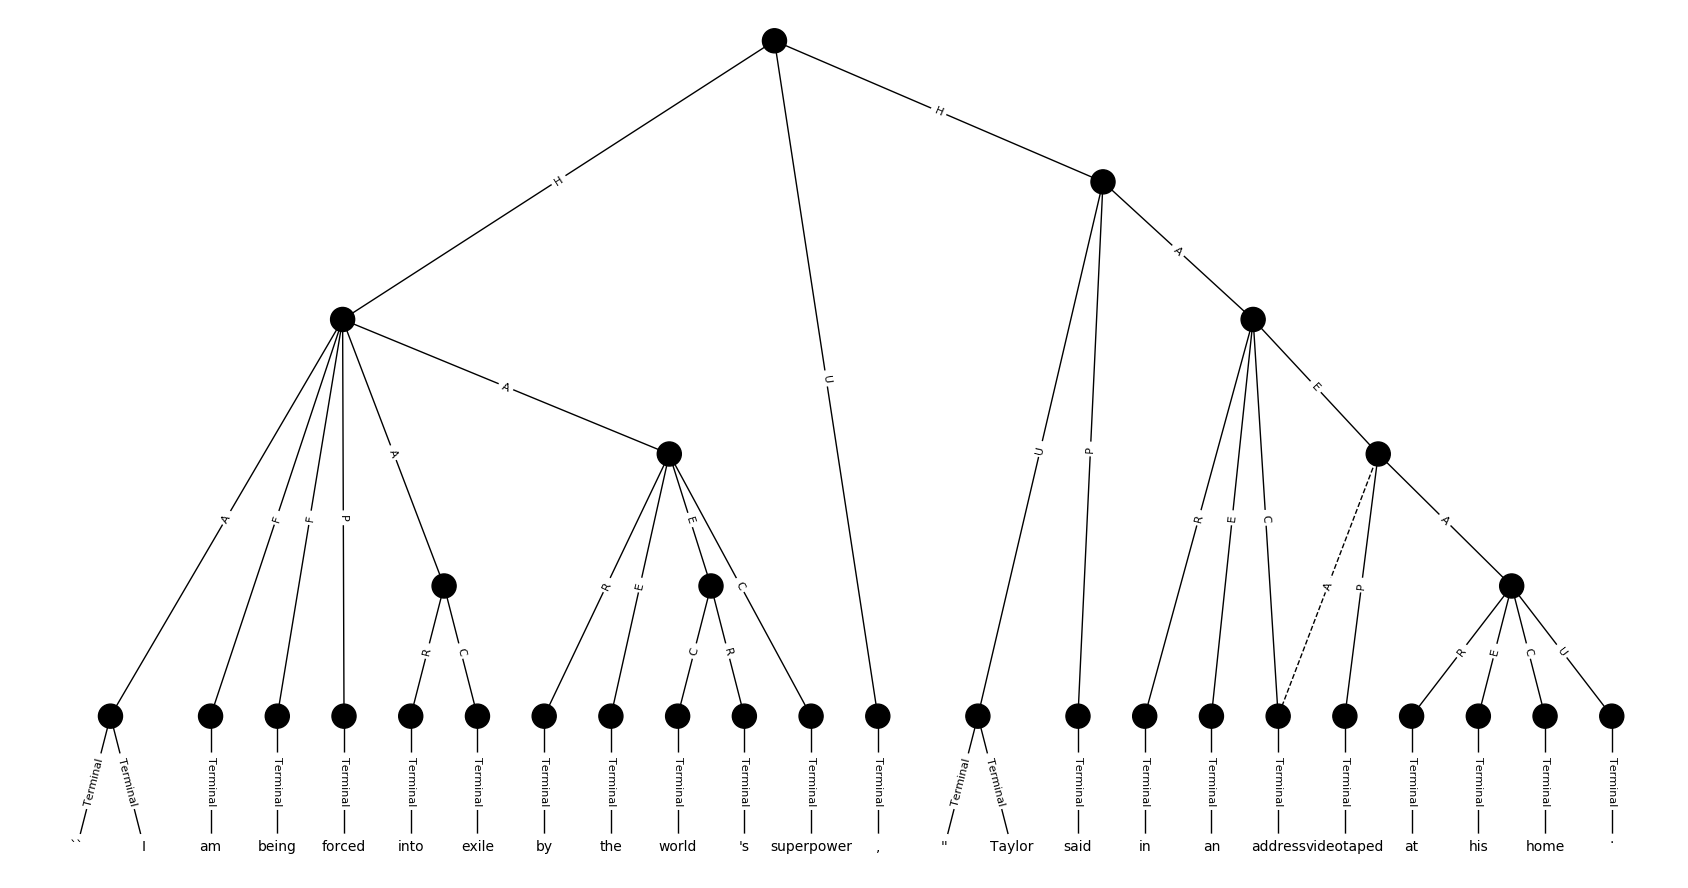 H
H
A
H
U
A
U
P
A
E
A
F
F
P
A
R
E
E
C
R
E
C
A
P
A
R
C
C
R
R
E
C
U
Terminal Terminal Terminal Terminal Terminal Terminal Terminal Terminal Terminal Terminal Terminal Terminal Terminal Terminal Terminal Terminal Terminal Terminal Terminal Terminal Terminal Terminal Terminal Terminal
`` I am being forced into exile by the world 's superpower , " Taylor said in an address videotaped at his home .